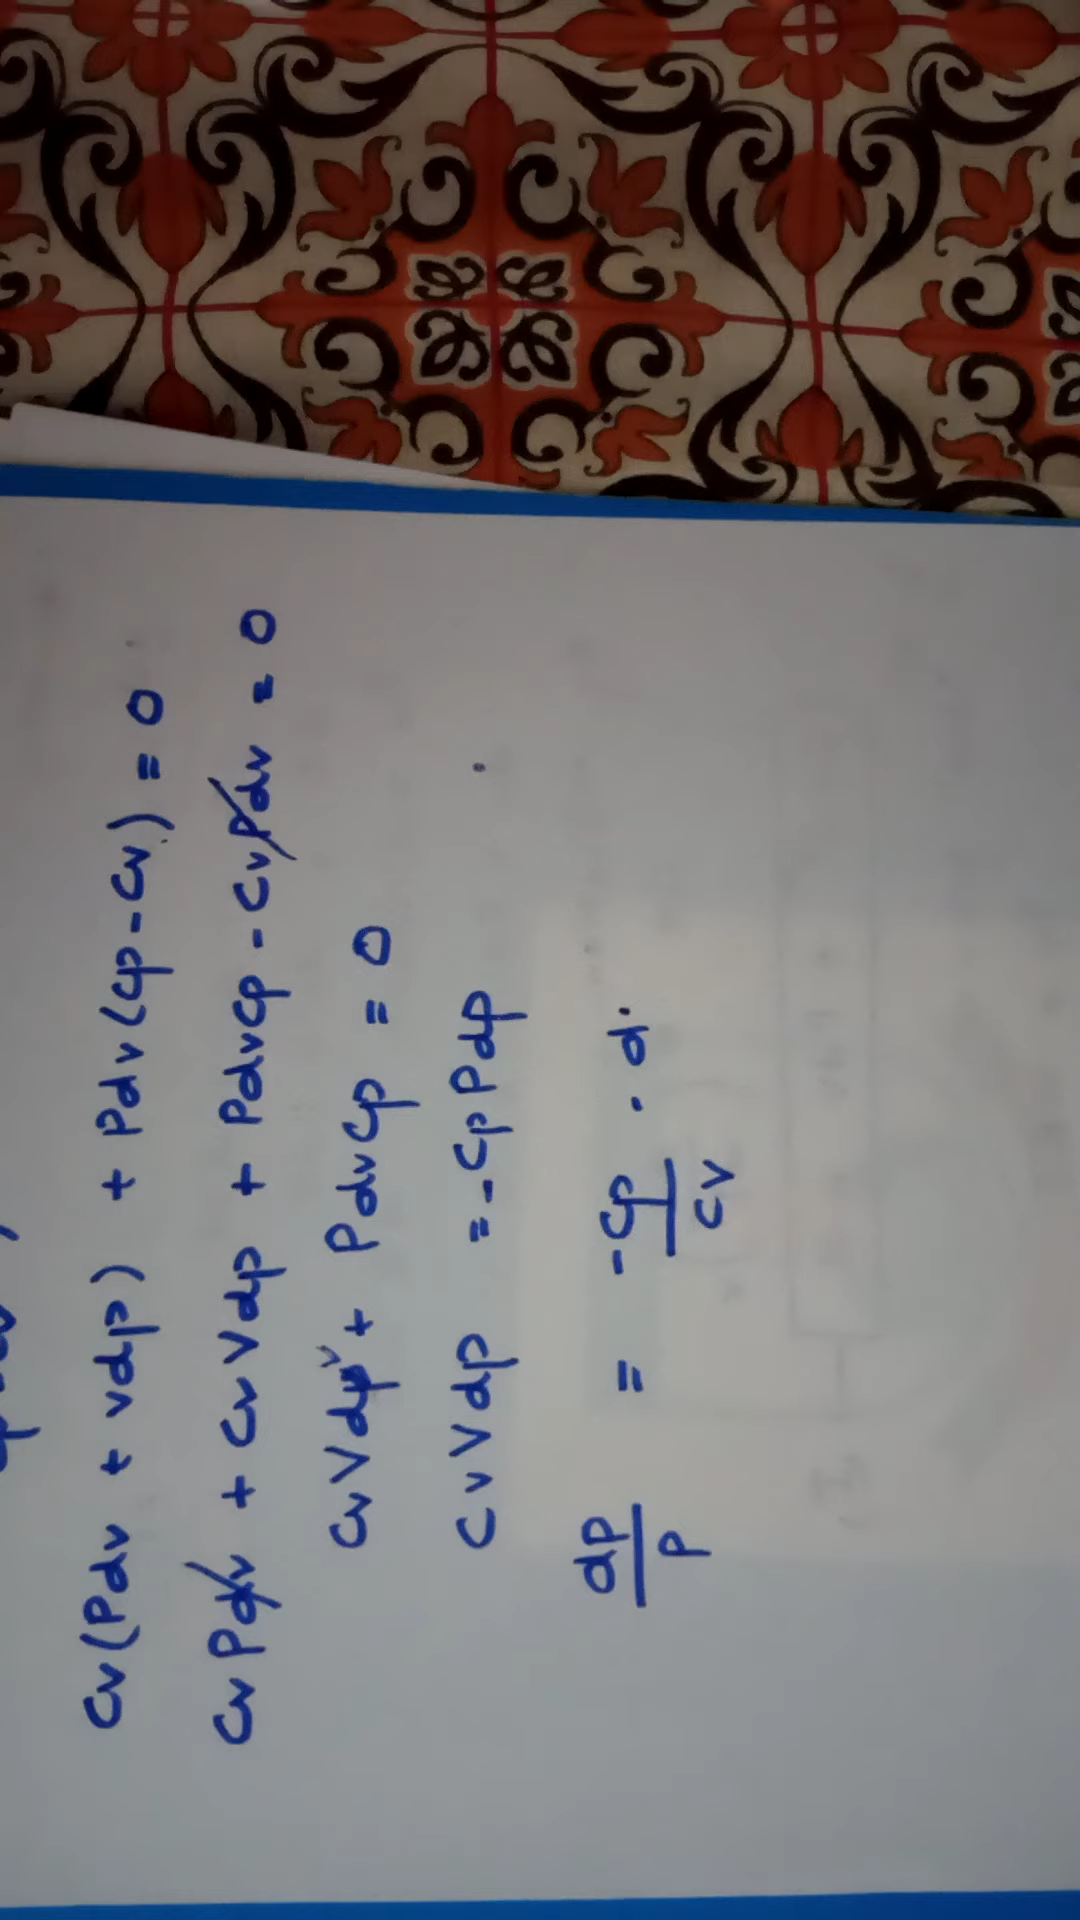 Cv(Pdv + vdp) + Pdv(Cp-Cv) = 0
CvPdv + CvVdp + PdvCp - CvPdv = 0
CvVdp + PdvCp = 0
CvVdp = -CpPdp
dp/P = -Cp/Cv . d